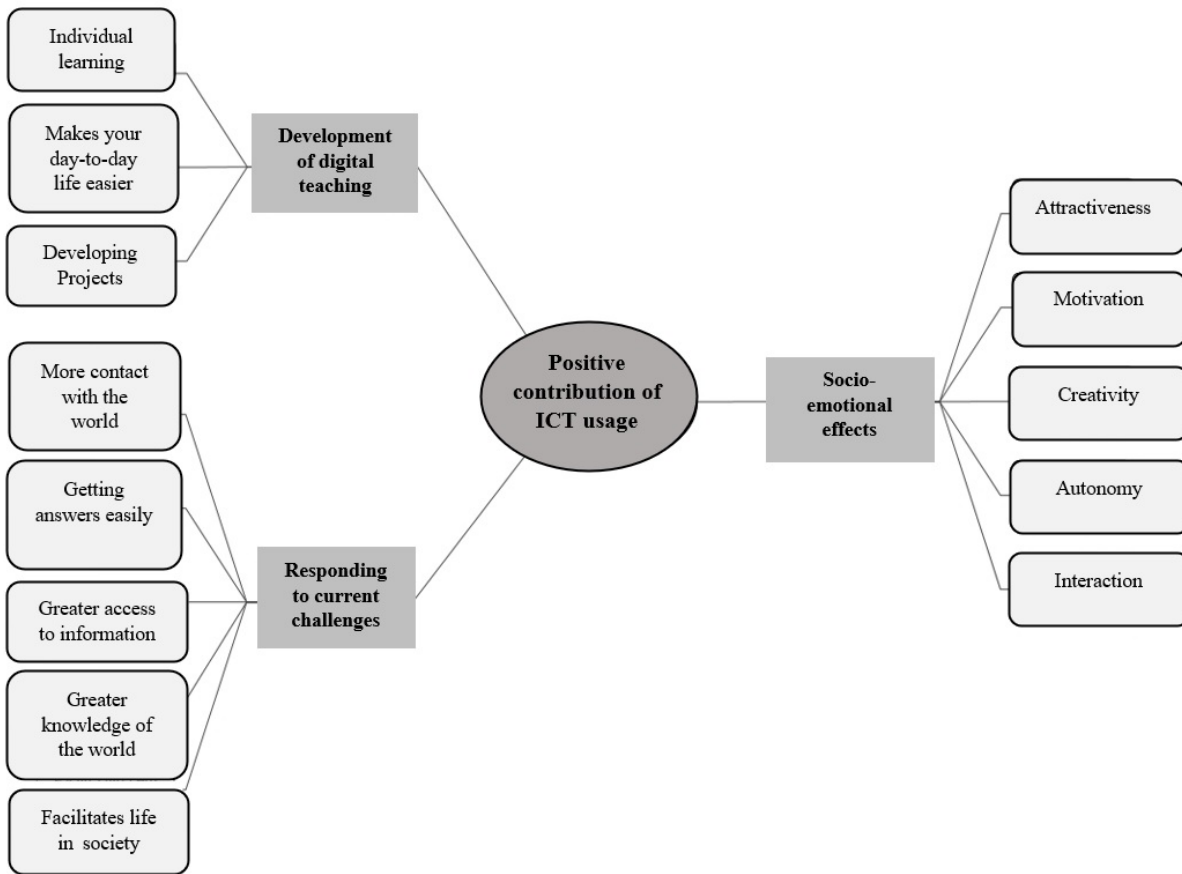 Individual
learning
Makes your
day-to-day
life easier
Developing
Projects
Development
of digital
teaching
More contact
with the
world
Getting
answers easily
Greater access
to information
Greater
knowledge of
the world
Facilitates life
in society
Responding
to current
challenges
Positive
contribution of
ICT usage
Socio-
emotional
effects
Attractiveness
Motivation
Creativity
Autonomy
Interaction